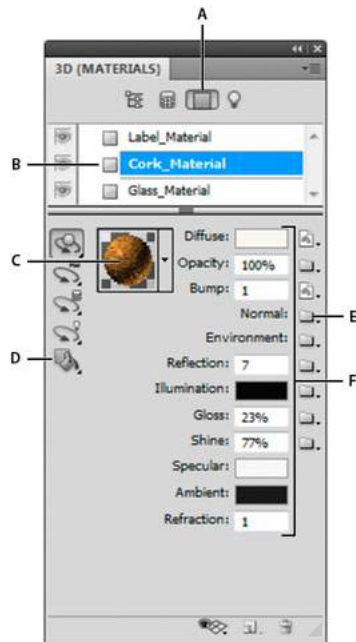 A
3D {MATERIALS}
Label_Material
B
Cork_Material
Glass_Material
C
Diffuse:
Opacity: 100%
Bump: 1
Normal:
E
Environment:
D
Reflection: 7
F
Illumination:
Gloss: 23%
Shine: 77%
Specular:
Ambient:
Refraction: 1